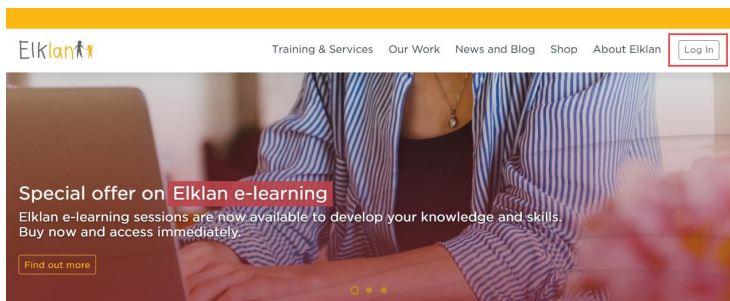 Elklan
Training & Services Our Work News and Blog Shop About Elklan Log In
Special offer on Elklan e-learning
Elklan e-learning sessions are now available to develop your knowledge and skills.
Buy now and access immediately.
Find out more